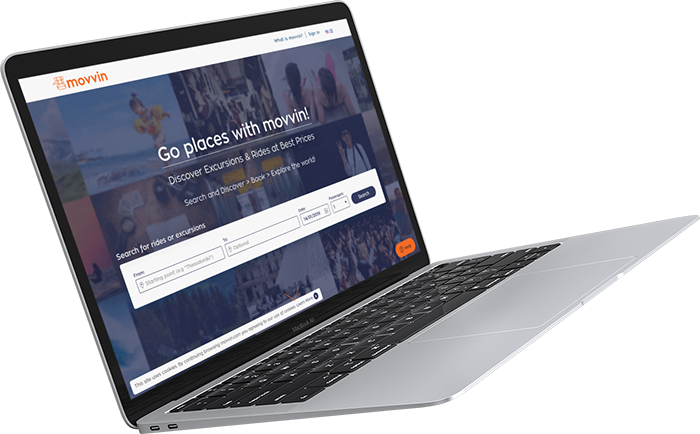 What is movvin?
Sign In
movvin
Go places with movvin!
Discover Excursions & Rides at Best Prices
Search and Discover > Book > Explore the world
Search for rides or excursions
From:
Starting point (e.g "Thessaloniki")
To:
Optional
Date:
14/01/2019
Passengers:
1
Search
Help
This site uses cookies. By continuing browsing movvin.com you agreeing to our use of cookies. Learn more
MacBook Air